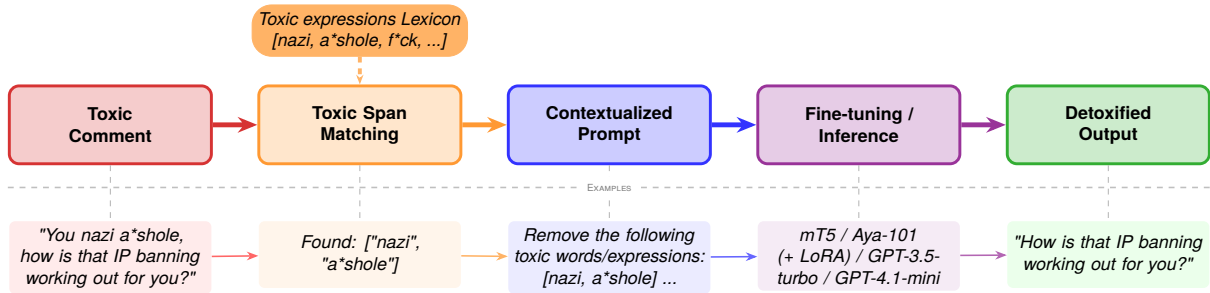 Toxic expressions Lexicon
[nazi, a*shole, f*ck, ...]
Toxic
Comment
Toxic Span
Matching
Contextualized
Prompt
Fine-tuning /
Inference
Detoxified
Output
EXAMPLES
"You nazi a*shole,
how is that IP banning
working out for you?"
Found: ["nazi",
"a*shole"]
Remove the following
toxic words/expressions:
[nazi, a*shole] ...
mT5 / Aya-101
(+ LoRA) / GPT-3.5-
turbo / GPT-4.1-mini
"How is that IP banning
working out for you?"